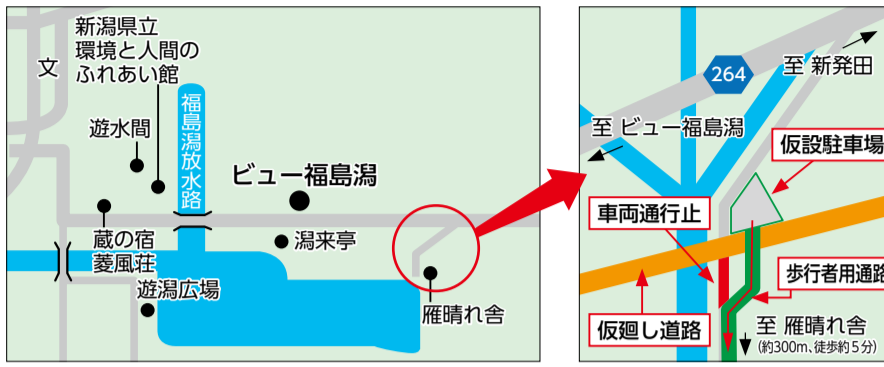 新潟県立
環境と人間の
ふれあい館
文
遊水間
福島潟放水路
ビュー福島潟
蔵の宿
菱風荘
潟来亭
遊潟広場
雁晴れ舎
264
至 新発田
至 ビュー福島潟
仮設駐車場
車両通行止
歩行者用通路
仮廻し道路
至 雁晴れ舎
(約300m、徒歩約5分)